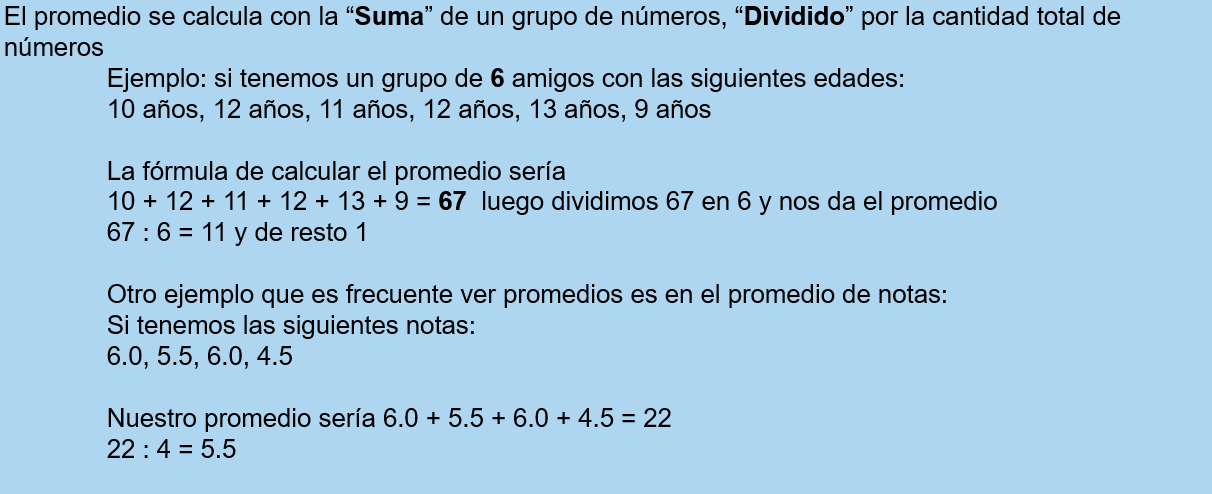 El promedio se calcula con la “Suma” de un grupo de números, “Dividido” por la cantidad total de
números
Ejemplo: si tenemos un grupo de 6 amigos con las siguientes edades:
10 años, 12 años, 11 años, 12 años, 13 años, 9 años
La fórmula de calcular el promedio sería
10 + 12 + 11 + 12 + 13 + 9 = 67  luego dividimos 67 en 6 y nos da el promedio
67 : 6 = 11 y de resto 1
Otro ejemplo que es frecuente ver promedios es en el promedio de notas:
Si tenemos las siguientes notas:
6.0, 5.5, 6.0, 4.5
Nuestro promedio sería 6.0 + 5.5 + 6.0 + 4.5 = 22
22 : 4 = 5.5